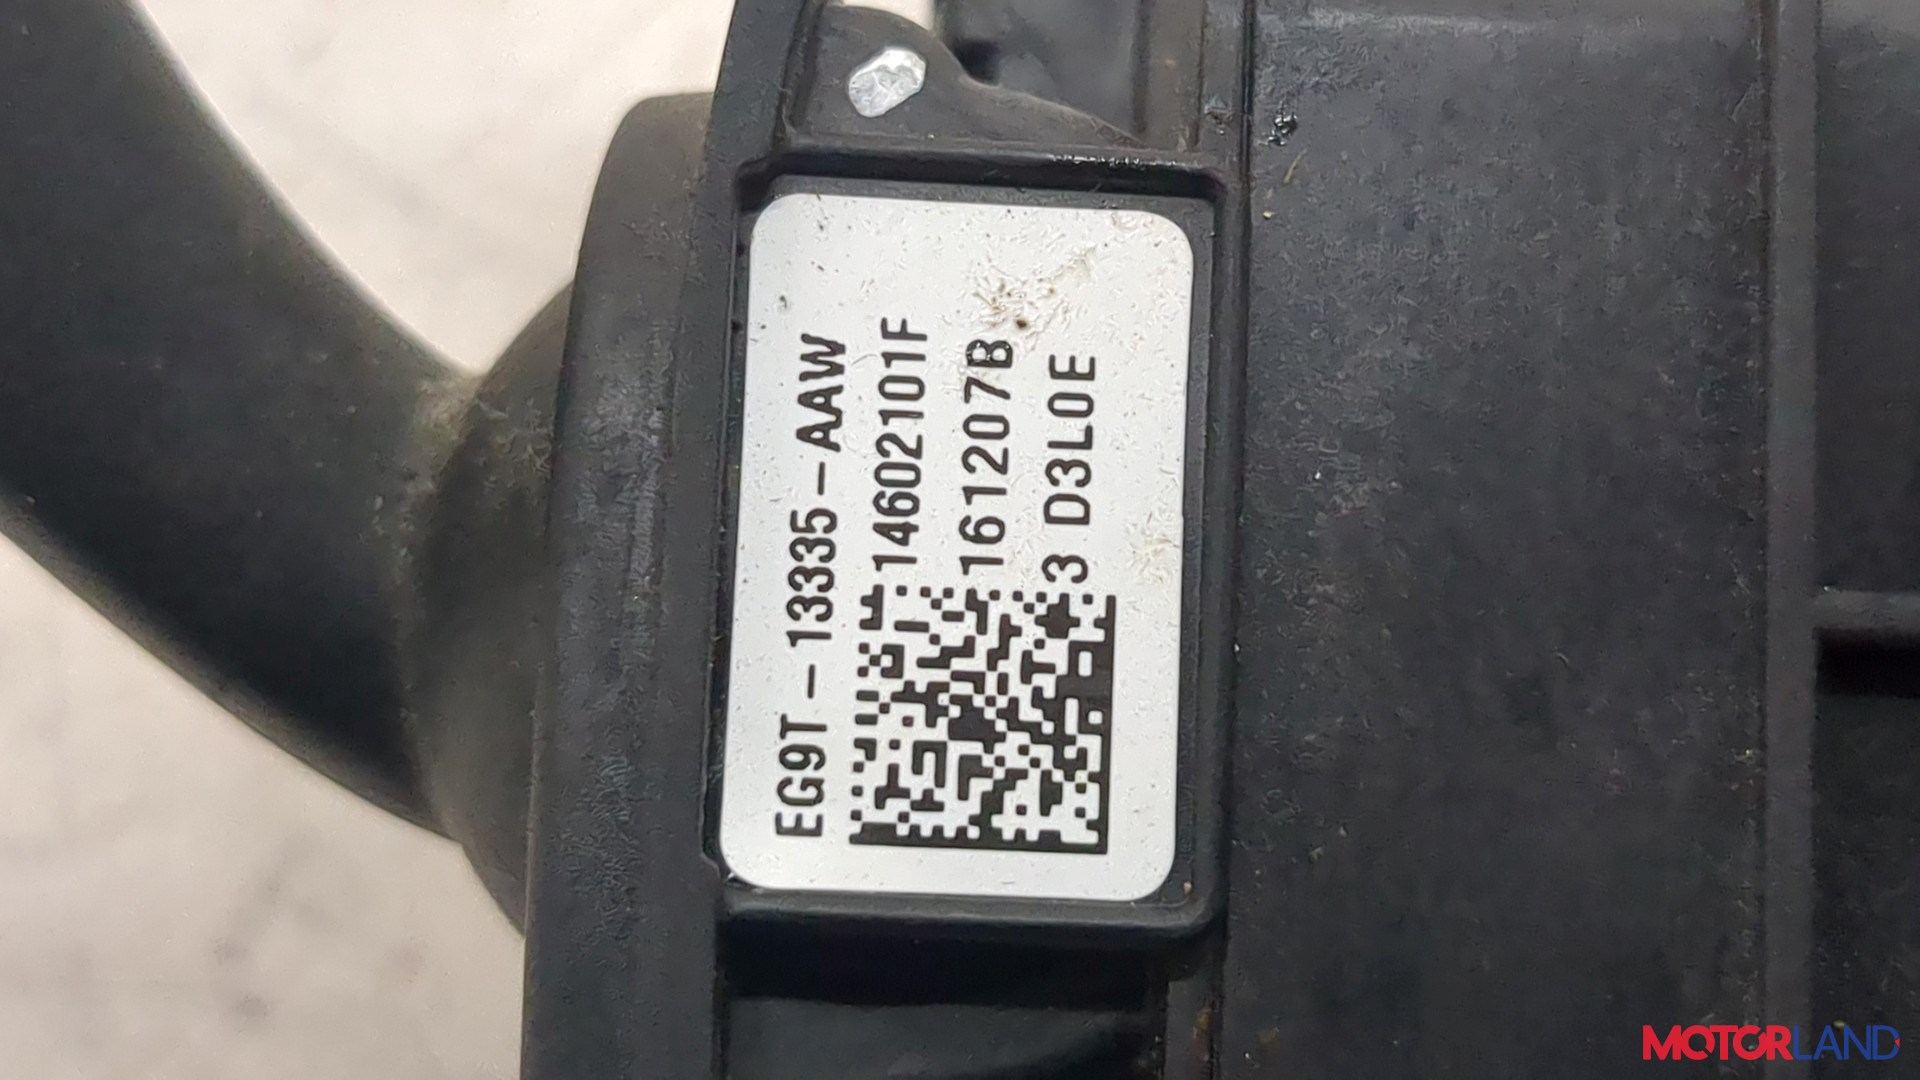 EG9T-13335-AAW
14602101F
161207B
3 D3L0E
MOTORLAND